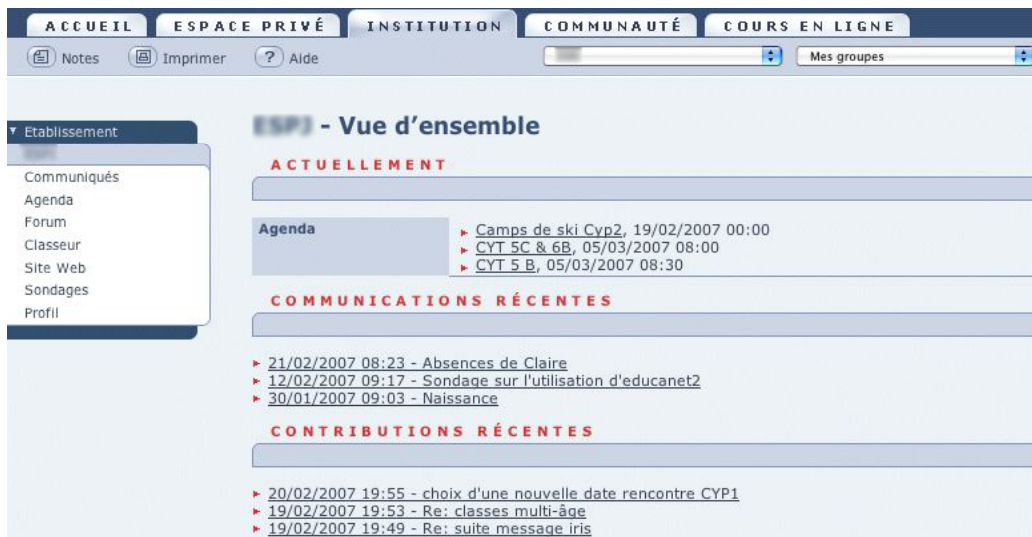 ACCUEIL ESPACE PRIVÉ INSTITUTION COMMUNAUTÉ COURS EN LIGNE
Notes Imprimer ? Aide Mes groupes
Etablissement
Communiqués
Agenda
Forum
Classeur
Site Web
Sondages
Profil
- Vue d'ensemble
ACTUELLEMENT
Agenda
Camps de ski Cyp2, 19/02/2007 00:00
CYT 5C & 6B, 05/03/2007 08:00
CYT 5 B, 05/03/2007 08:30
COMMUNICATIONS RÉCENTES
21/02/2007 08:23 - Absences de Claire
12/02/2007 09:17 - Sondage sur l'utilisation d'educanet2
30/01/2007 09:03 - Naissance
CONTRIBUTIONS RÉCENTES
20/02/2007 19:55 - choix d'une nouvelle date rencontre CYP1
19/02/2007 19:53 - Re: classes multi-âge
19/02/2007 19:49 - Re: suite message iris